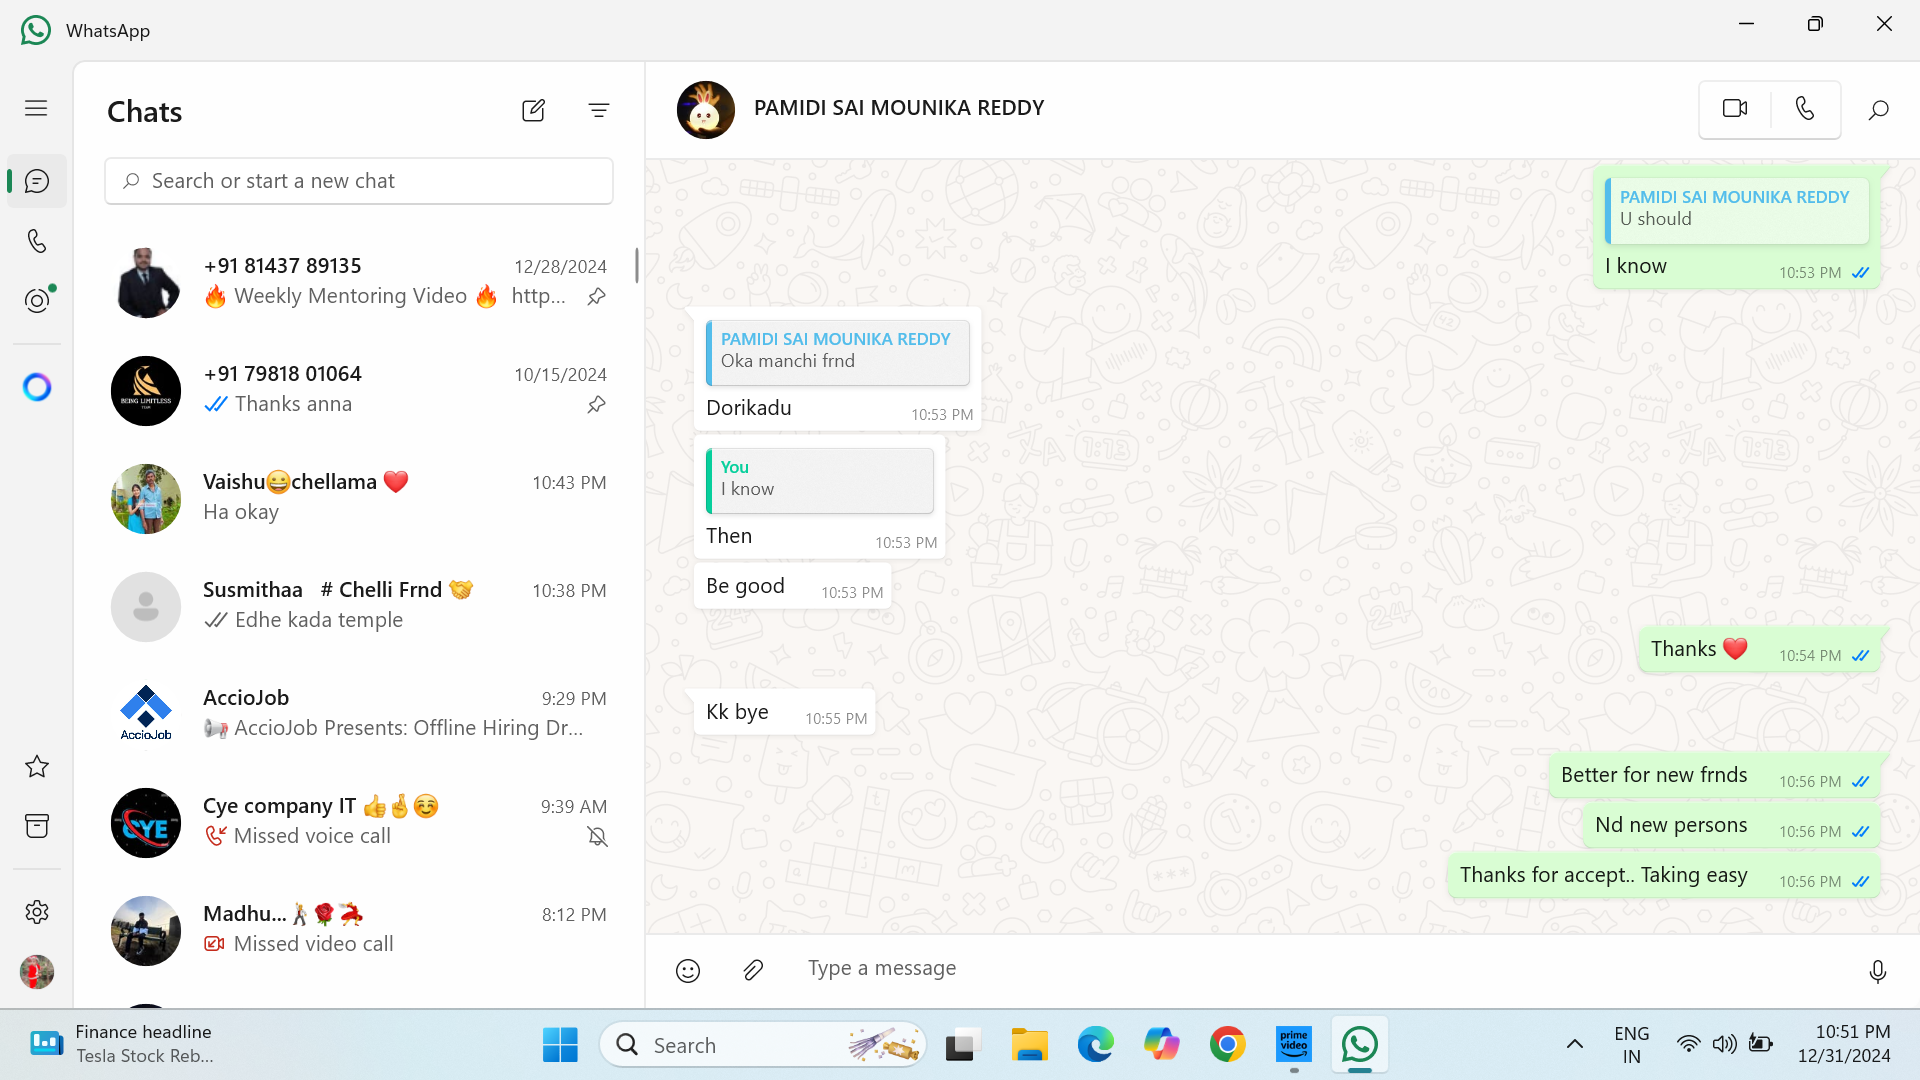 WhatsApp
Chats
Search or start a new chat
+91 81437 89135
12/28/2024
🔥 Weekly Mentoring Video 🔥 http...
BEING LIMITLESS
TEAM
+91 79818 01064
10/15/2024
Thanks anna
Vaishu😀chellama ❤️
10:43 PM
Ha okay
Susmithaa # Chelli Frnd 🤝
10:38 PM
Edhe kada temple
AccioJob
AccioJob
9:29 PM
📢 AccioJob Presents: Offline Hiring Dr...
CYE
Cye company IT 👍🤞☺️
9:39 AM
Missed voice call
Madhu...🕺🌹💃
8:12 PM
Missed video call
PAMIDI SAI MOUNIKA REDDY
PAMIDI SAI MOUNIKA REDDY
U should
I know
10:53 PM
PAMIDI SAI MOUNIKA REDDY
Oka manchi frnd
Dorikadu
10:53 PM
You
I know
Then
10:53 PM
Be good
10:53 PM
Thanks ❤️
10:54 PM
Kk bye
10:55 PM
Better for new frnds
10:56 PM
Nd new persons
10:56 PM
Thanks for accept.. Taking easy
10:56 PM
Type a message
Finance headline
Tesla Stock Reb...
Search
prime
video
ENG
IN
10:51 PM
12/31/2024